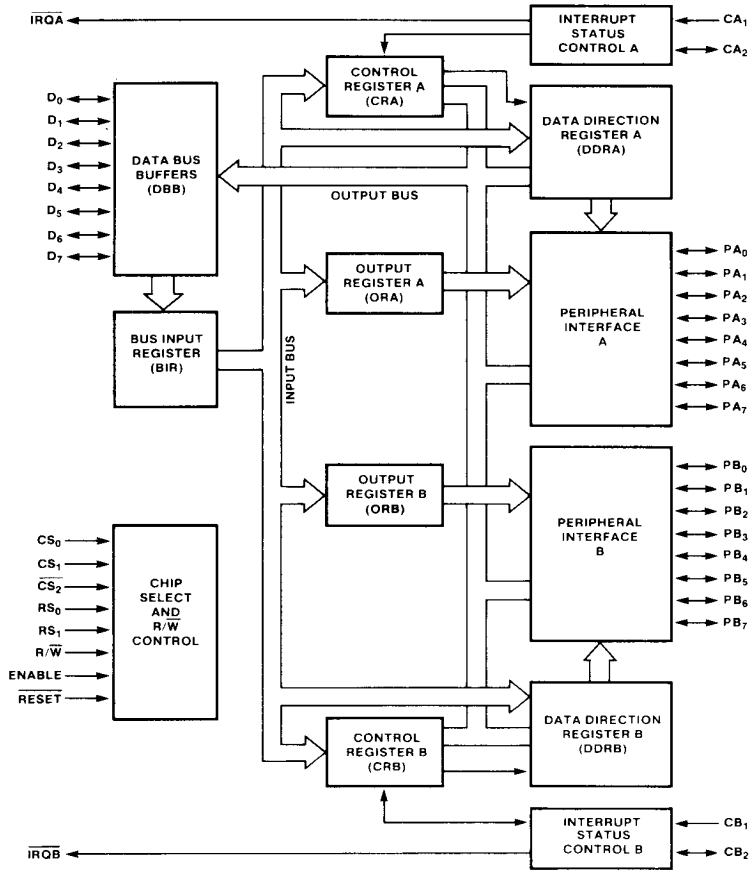 IRQA
INTERRUPT
STATUS
CONTROL A
CA₁
CA₂
CONTROL
REGISTER A
(CRA)
D₀
D₁
D₂
D₃
D₄
D₅
D₆
D₇
DATA BUS
BUFFERS
(DBB)
DATA DIRECTION
REGISTER A
(DDRA)
OUTPUT BUS
OUTPUT
REGISTER A
(ORA)
PERIPHERAL
INTERFACE
A
PA₀
PA₁
PA₂
PA₃
PA₄
PA₅
PA₆
PA₇
BUS INPUT
REGISTER
(BIR)
INPUT BUS
OUTPUT
REGISTER B
(ORB)
PERIPHERAL
INTERFACE
B
PB₀
PB₁
PB₂
PB₃
PB₄
PB₅
PB₆
PB₇
CS₀
CS₁
C̅S̅₂
RS₀
RS₁
R/W̅
ENABLE
R̅E̅S̅E̅T̅
CHIP
SELECT
AND
R/W̅
CONTROL
CONTROL
REGISTER B
(CRB)
DATA DIRECTION
REGISTER B
(DDRB)
INTERRUPT
STATUS
CONTROL B
CB₁
CB₂
I̅R̅Q̅B̅